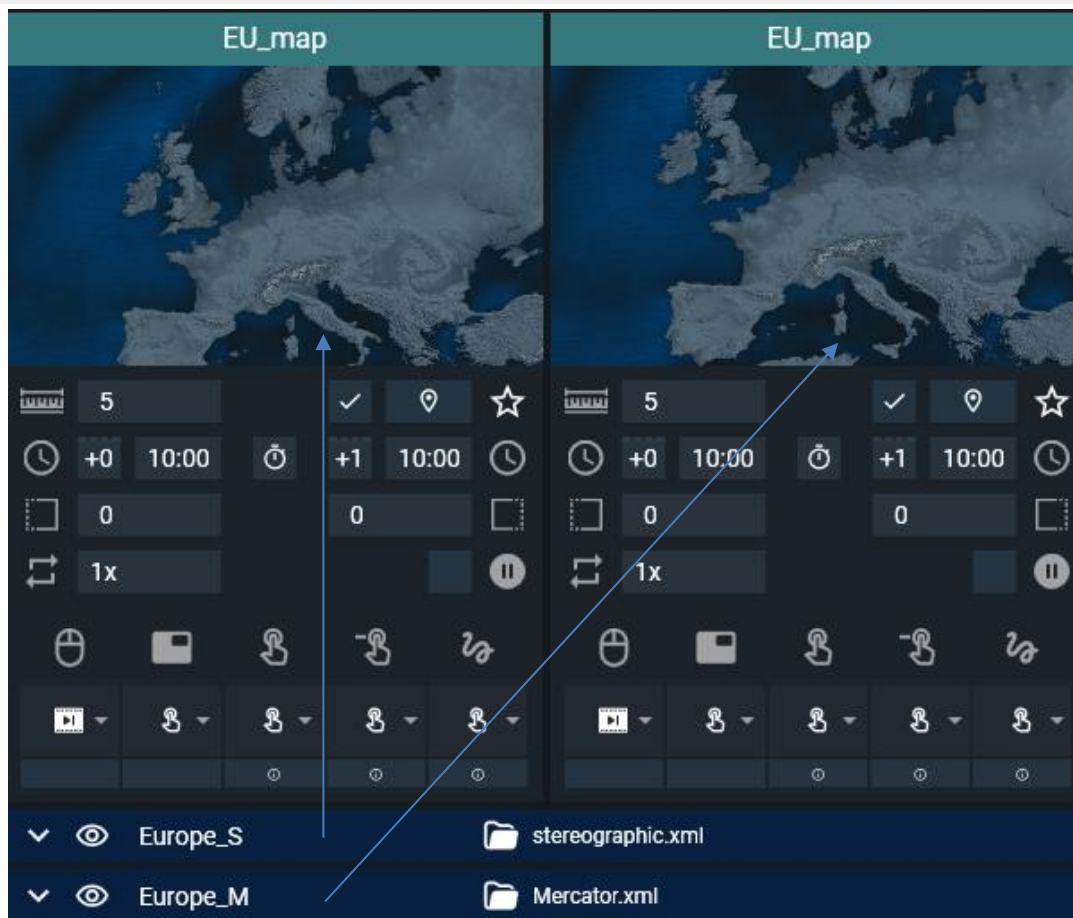 EU_map EU_map
5 5
+0 10:00 +1 10:00 +0 10:00 +1 10:00
0 0 0 0
1x 1x
Europe_S stereographic.xml
Europe_M Mercator.xml